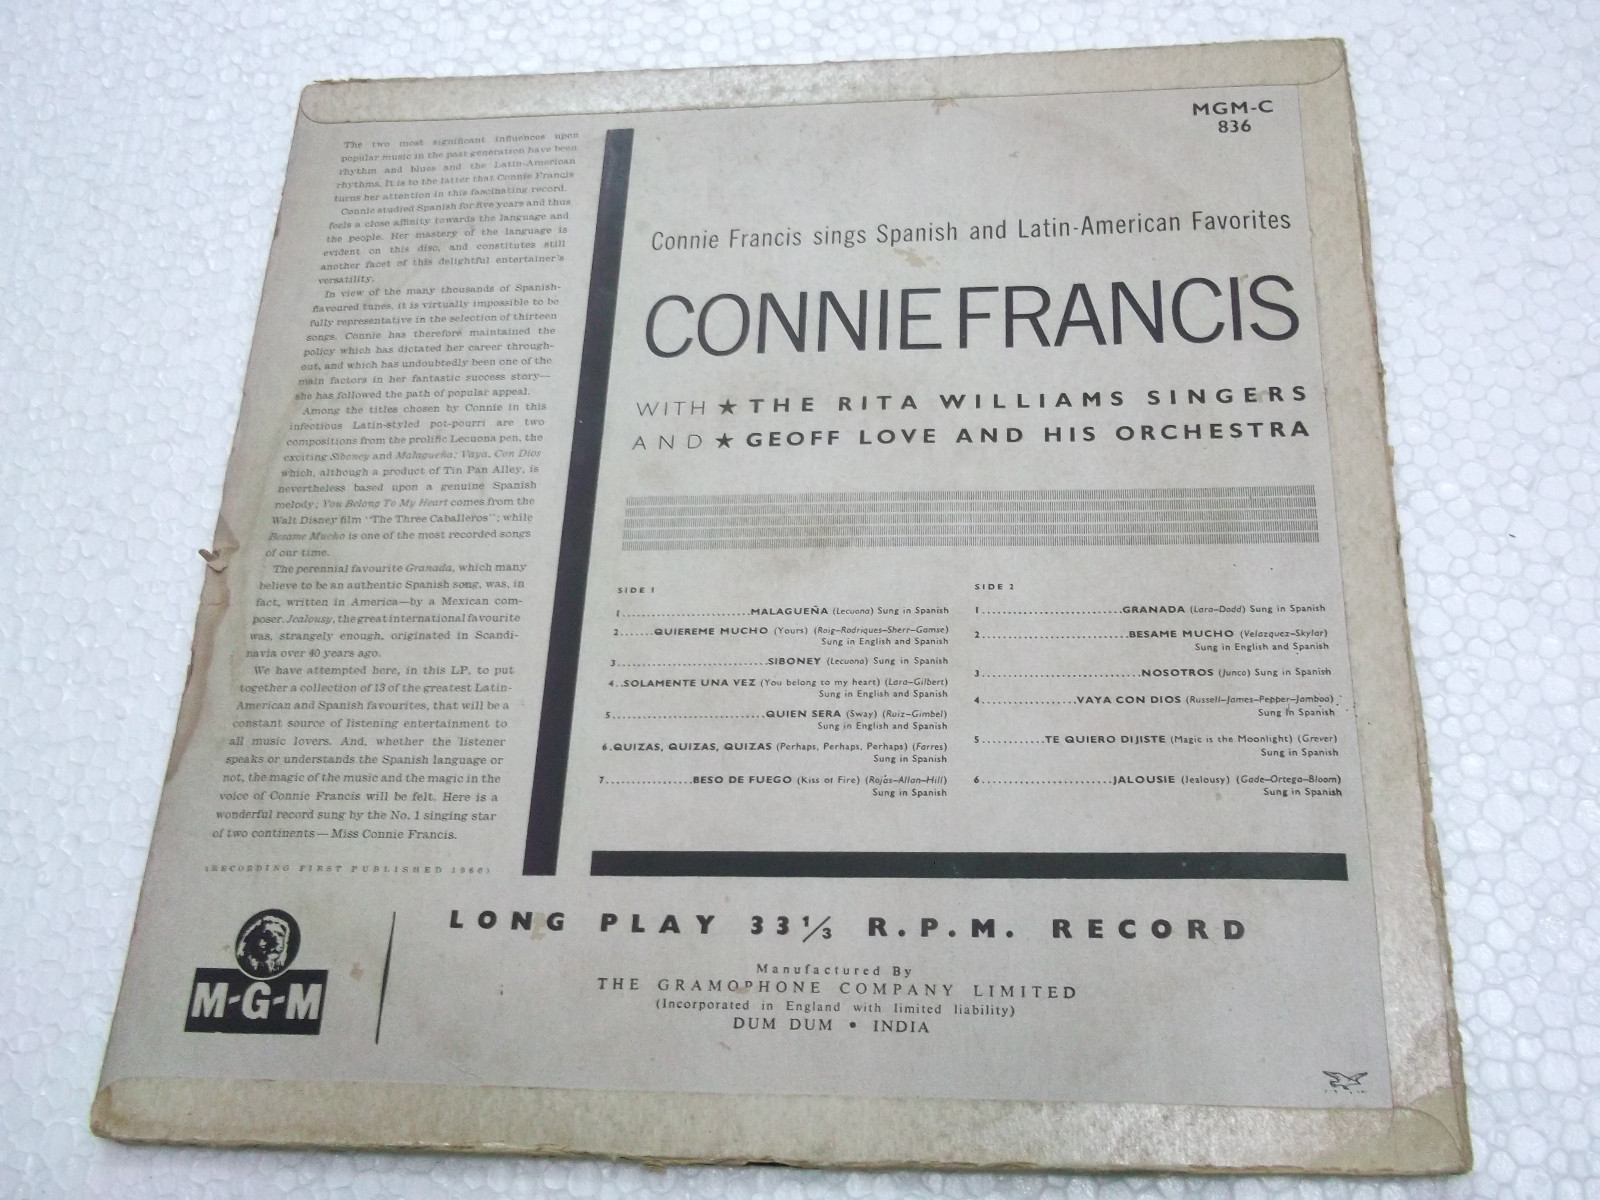 The two most significant influences upon
popular music in the past generation have been
rhythm and blues and the Latin-American
rhythms. It is to the latter that Connie Francis
turns her attention in this fascinating record.
Connie studied Spanish for five years and thus
feels a close affinity towards the language and
the people. Her mastery of the language is
evident on this disc, and constitutes still
another facet of this delightful entertainer's
versatility.
In view of the many thousands of Spanish-
flavoured tunes, it is virtually impossible to be
fully representative in the selection of thirteen
songs. Connie has therefore maintained the
policy which has dictated her career through-
out, and which has undoubtedly been one of the
main factors in her fantastic success story—
she has followed the path of popular appeal.
Among the titles chosen by Connie in this
infectious Latin-styled pot-pourri are two
compositions from the prolific Lecuona pen, the
exciting Siboney and Malagueña; Vaya, Con Dios
which, although a product of Tin Pan Alley, is
nevertheless based upon a genuine Spanish
melody; You Belong To My Heart comes from the
Walt Disney film "The Three Caballeros"; while
Besame Mucho is one of the most recorded songs
of our time.
The perennial favourite Granada, which many
believe to be an authentic Spanish song, was, in
fact, written in America—by a Mexican com-
poser. Jealousy, the great international favourite
was, strangely enough, originated in Scandi-
navia over 40 years ago.
We have attempted here, in this LP, to put
together a collection of 13 of the greatest Latin-
American and Spanish favourites, that will be a
constant source of listening entertainment to
all music lovers. And, whether the listener
speaks or understands the Spanish language or
not, the magic of the music and the magic in the
voice of Connie Francis will be felt. Here is a
wonderful record sung by the No. 1 singing star
of two continents—Miss Connie Francis.
(RECORDING FIRST PUBLISHED 1960)
MGM-C
836
Connie Francis sings Spanish and Latin-American Favorites
CONNIE FRANCIS
WITH ★ THE RITA WILLIAMS SINGERS
AND ★ GEOFF LOVE AND HIS ORCHESTRA
SIDE 1
1..........................MALAGUEÑA (Lecuona) Sung in Spanish
2.......QUIEREME MUCHO (Yours) (Roig-Rodriques-Sherr-Gamse)
Sung in English and Spanish
3................................SIBONEY (Lecuona) Sung in Spanish
4..SOLAMENTE UNA VEZ (You belong to my heart) (Lara-Gilbert)
Sung in English and Spanish
5................................QUIEN SERA (Sway) (Ruiz-Gimbel)
Sung in English and Spanish
6.QUIZAS, QUIZAS, QUIZAS (Perhaps, Perhaps, Perhaps) (Farres)
Sung in Spanish
7.................BESO DE FUEGO (Kiss of Fire) (Rojas-Allan-Hill)
Sung in Spanish
SIDE 2
1.............................GRANADA (Lara-Dodd) Sung in Spanish
2..............................BESAME MUCHO (Velazquez-Skylar)
Sung in English and Spanish
3................................NOSOTROS (Junco) Sung in Spanish
4...................VAYA CON DIOS (Russell-James-Pepper-Jamboo)
Sung in Spanish
5............TE QUIERO DIJISTE (Magic is the Moonlight) (Grever)
Sung in Spanish
6..........................JALOUSIE (Jealousy) (Gade-Ortega-Bloom)
Sung in Spanish
LONG PLAY 33⅓ R.P.M. RECORD
M-G-M
Manufactured By
THE GRAMOPHONE COMPANY LIMITED
(Incorporated in England with limited liability)
DUM DUM • INDIA